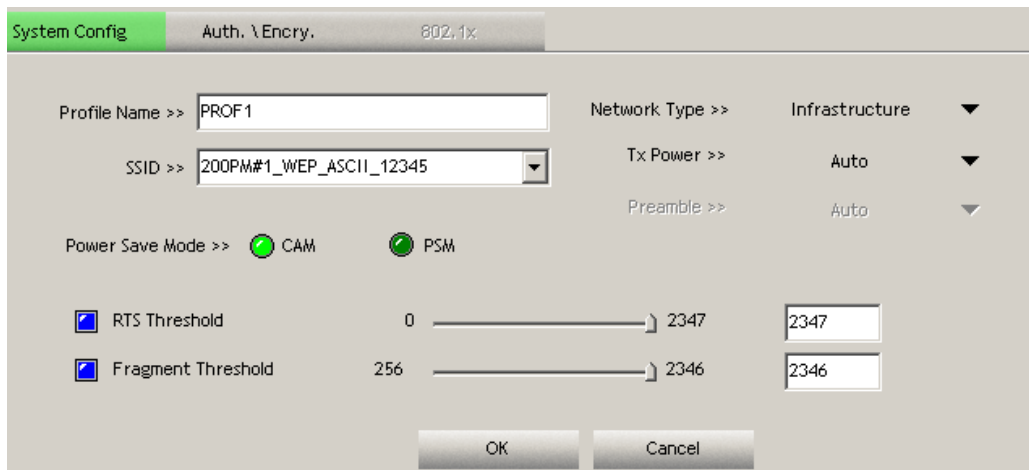 System Config Auth. \ Encry. 802.1x
Profile Name >> PROF1 Network Type >> Infrastructure
SSID >> 200PM#1_WEP_ASCII_12345 Tx Power >> Auto
Preamble >> Auto
Power Save Mode >> CAM PSM
RTS Threshold 0 2347 2347
Fragment Threshold 256 2346 2346
OK Cancel